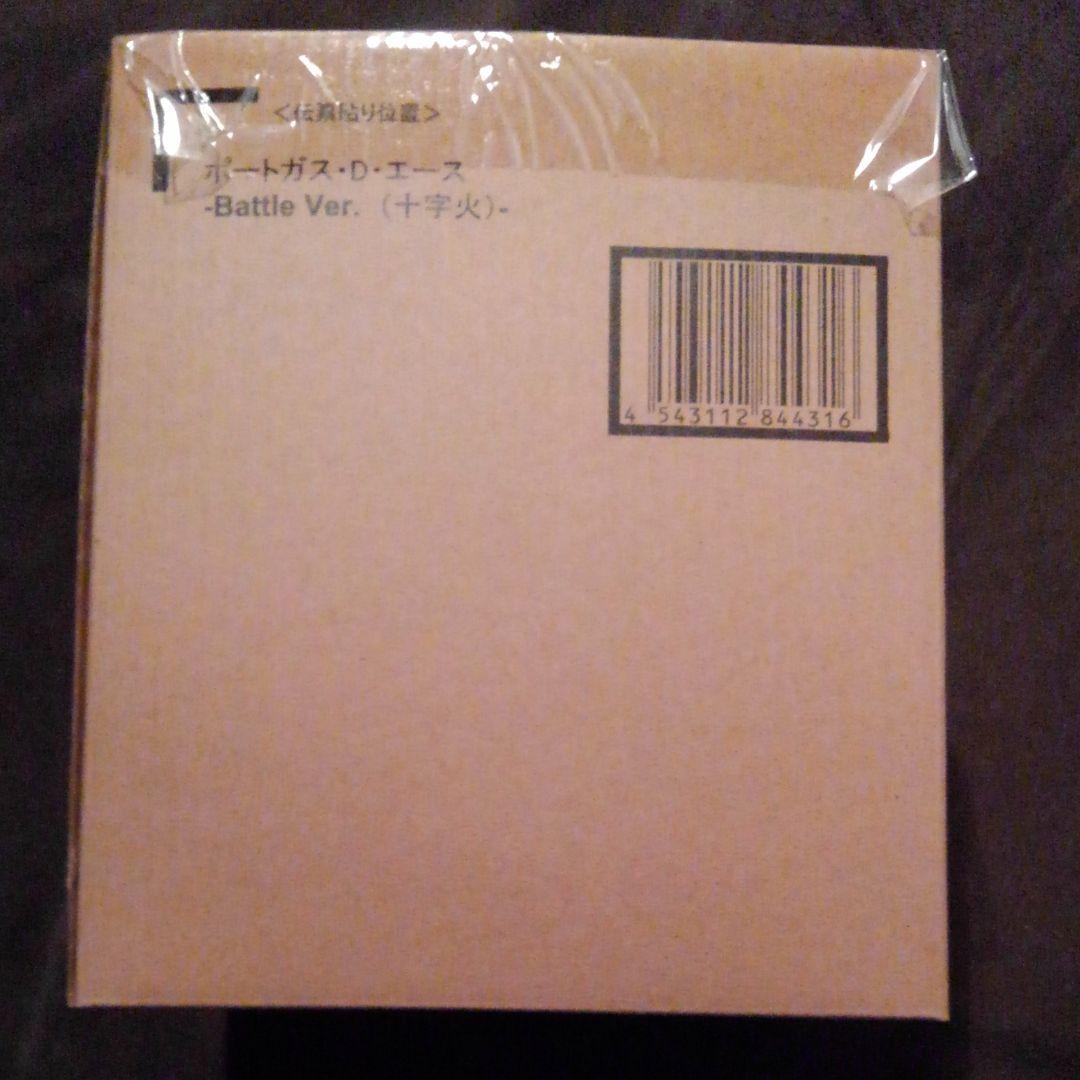 ＜伝票貼り位置＞
ポートガス・D・エース
-Battle Ver.（十字火）-
4 543112 844316